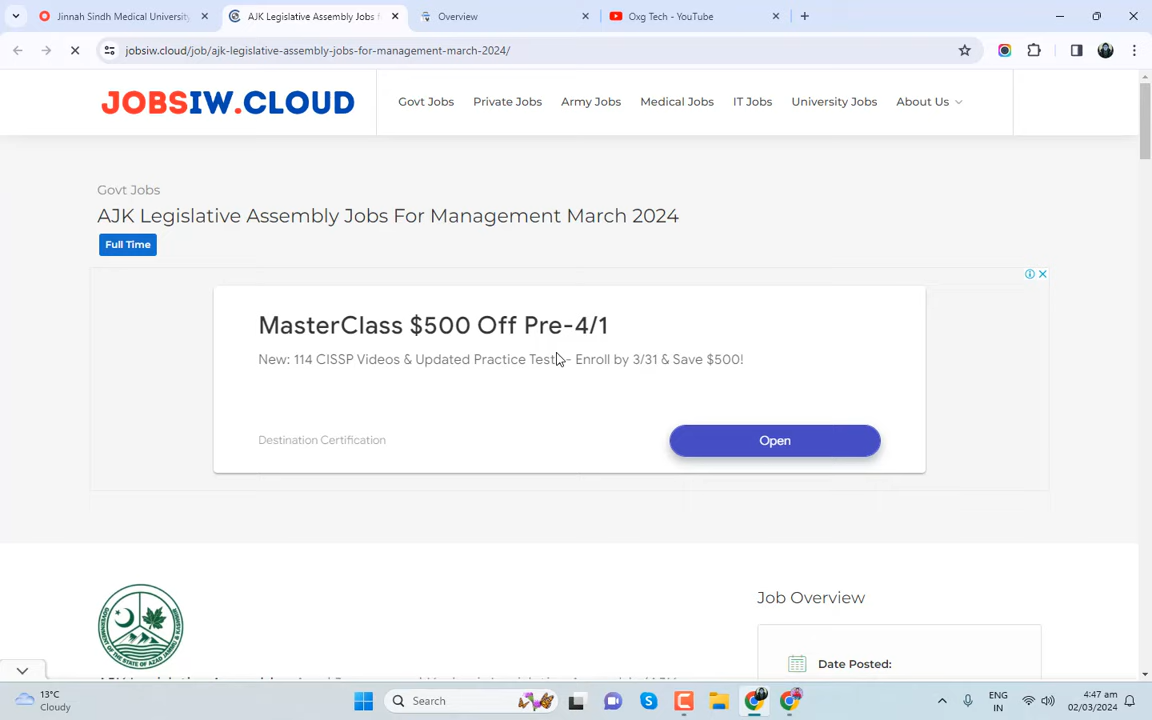 Jinnah Sindh Medical University
AJK Legislative Assembly Jobs f
Overview
Oxg Tech - YouTube
jobsiw.cloud/job/ajk-legislative-assembly-jobs-for-management-march-2024/
JOBSIW.CLOUD
Govt Jobs
Private Jobs
Army Jobs
Medical Jobs
IT Jobs
University Jobs
About Us
Govt Jobs
AJK Legislative Assembly Jobs For Management March 2024
Full Time
MasterClass $500 Off Pre-4/1
New: 114 CISSP Videos & Updated Practice Tests - Enroll by 3/31 & Save $500!
Destination Certification
Open
Job Overview
Date Posted:
13°C
Cloudy
Search
ENG
IN
4:47 am
02/03/2024